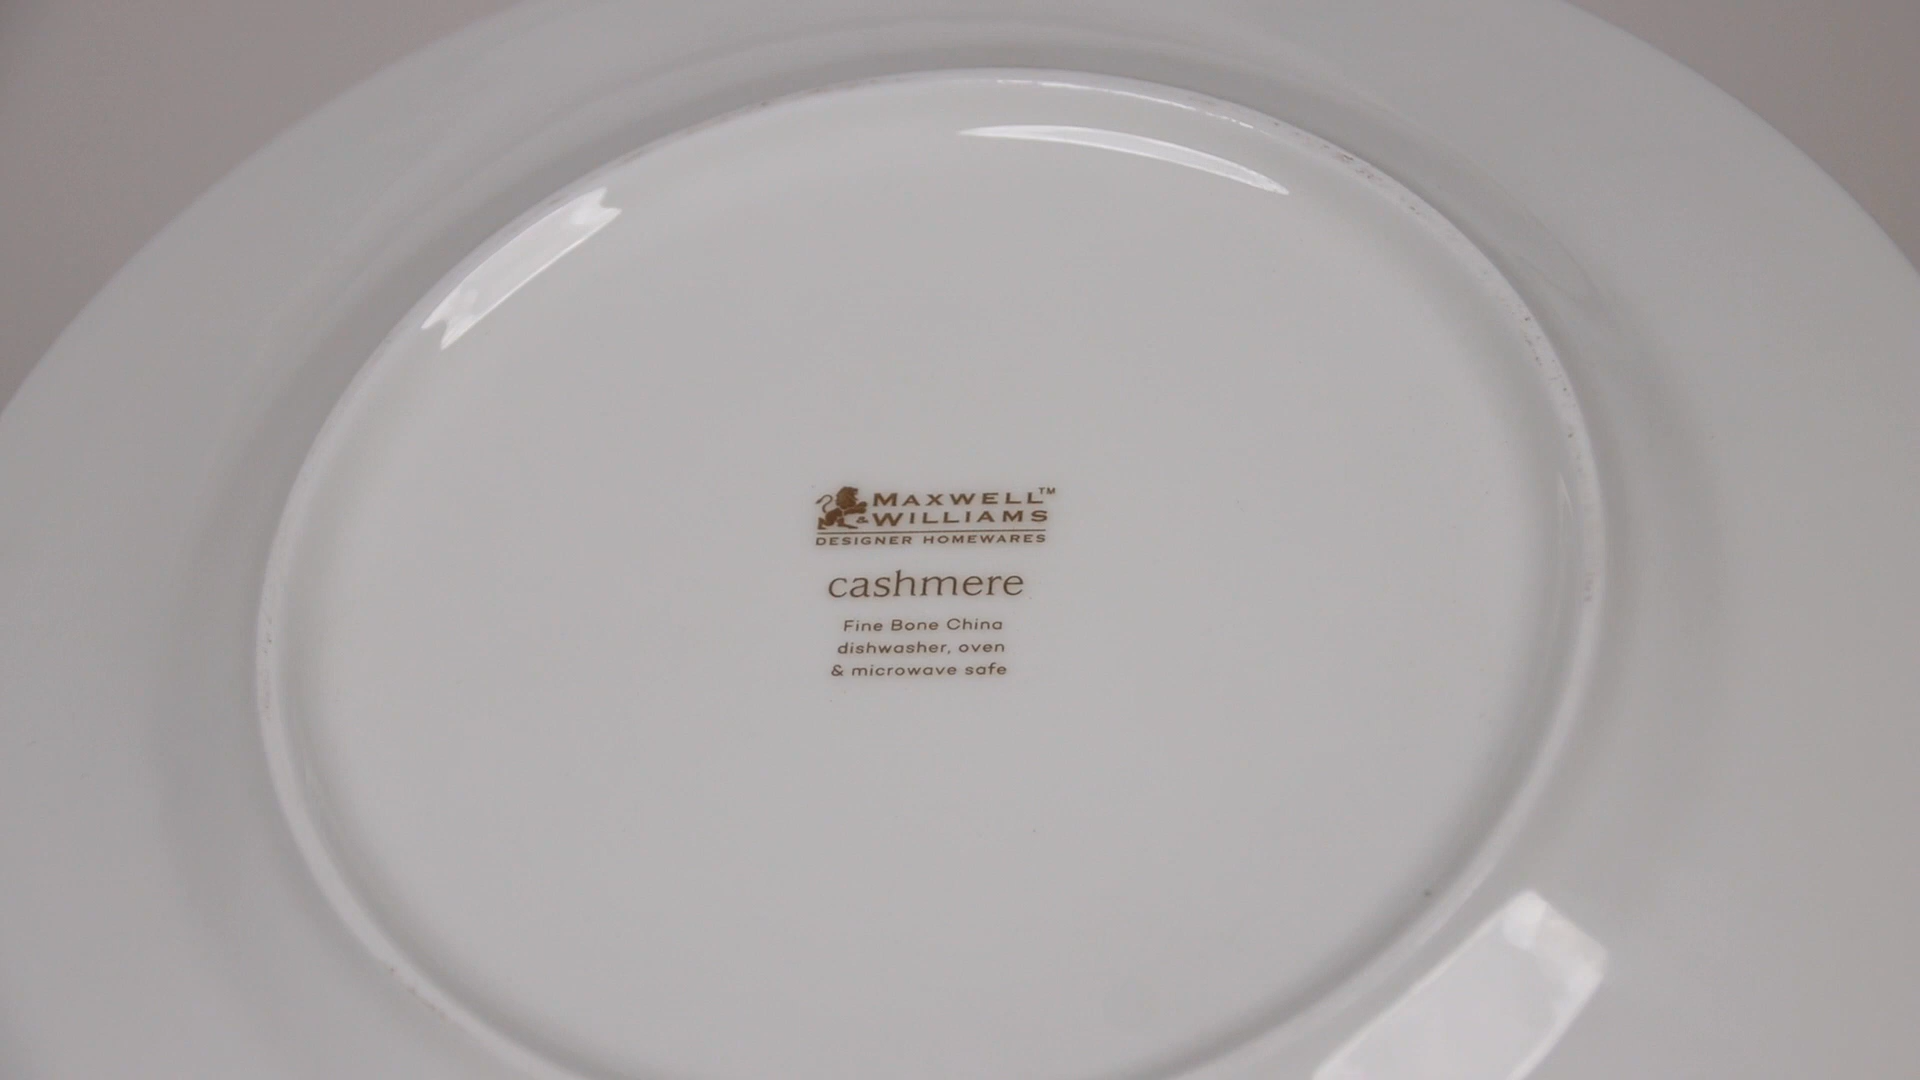 MAXWELL™
& WILLIAMS
DESIGNER HOMEWARES
cashmere
Fine Bone China
dishwasher, oven
& microwave safe